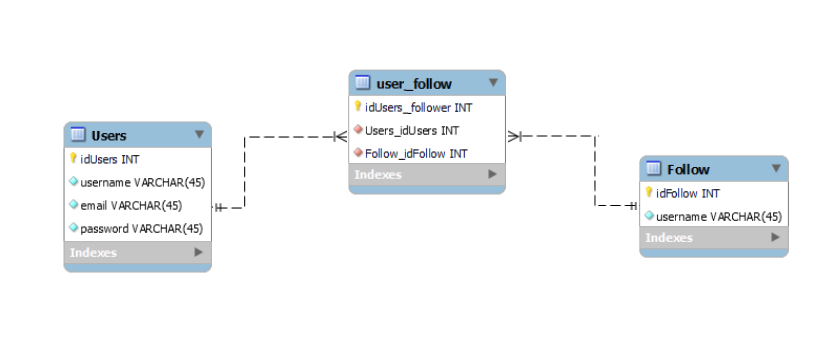 Users
idUsers INT
username VARCHAR(45)
email VARCHAR(45)
password VARCHAR(45)
Indexes
user_follow
idUsers_follower INT
Users_idUsers INT
Follow_idFollow INT
Indexes
Follow
idFollow INT
username VARCHAR(45)
Indexes